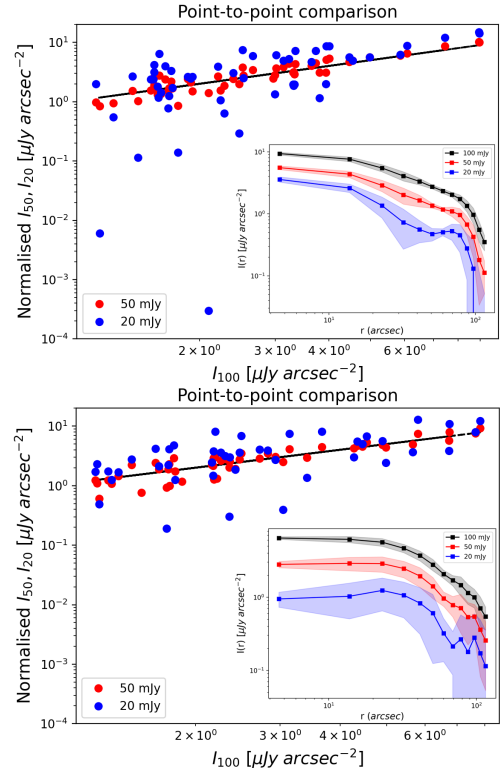 Point-to-point comparison
Normalised I₅₀, I₂₀ [μJy arcsec⁻²]
10¹
10⁰
10⁻¹
10⁻²
10⁻³
10⁻⁴
50 mJy
20 mJy
100 mJy
50 mJy
20 mJy
I(r) [μJy arcsec⁻²]
10¹
10⁰
10⁻¹
10¹
10²
r (arcsec)
2 × 10⁰
3 × 10⁰
4 × 10⁰
6 × 10⁰
I₁₀₀ [μJy arcsec⁻²]
Point-to-point comparison
Normalised I₅₀, I₂₀ [μJy arcsec⁻²]
10¹
10⁰
10⁻¹
10⁻²
10⁻³
10⁻⁴
50 mJy
20 mJy
100 mJy
50 mJy
20 mJy
I(r) [μJy arcsec⁻²]
10⁰
10⁻¹
10¹
10²
r (arcsec)
2 × 10⁰
3 × 10⁰
4 × 10⁰
6 × 10⁰
I₁₀₀ [μJy arcsec⁻²]